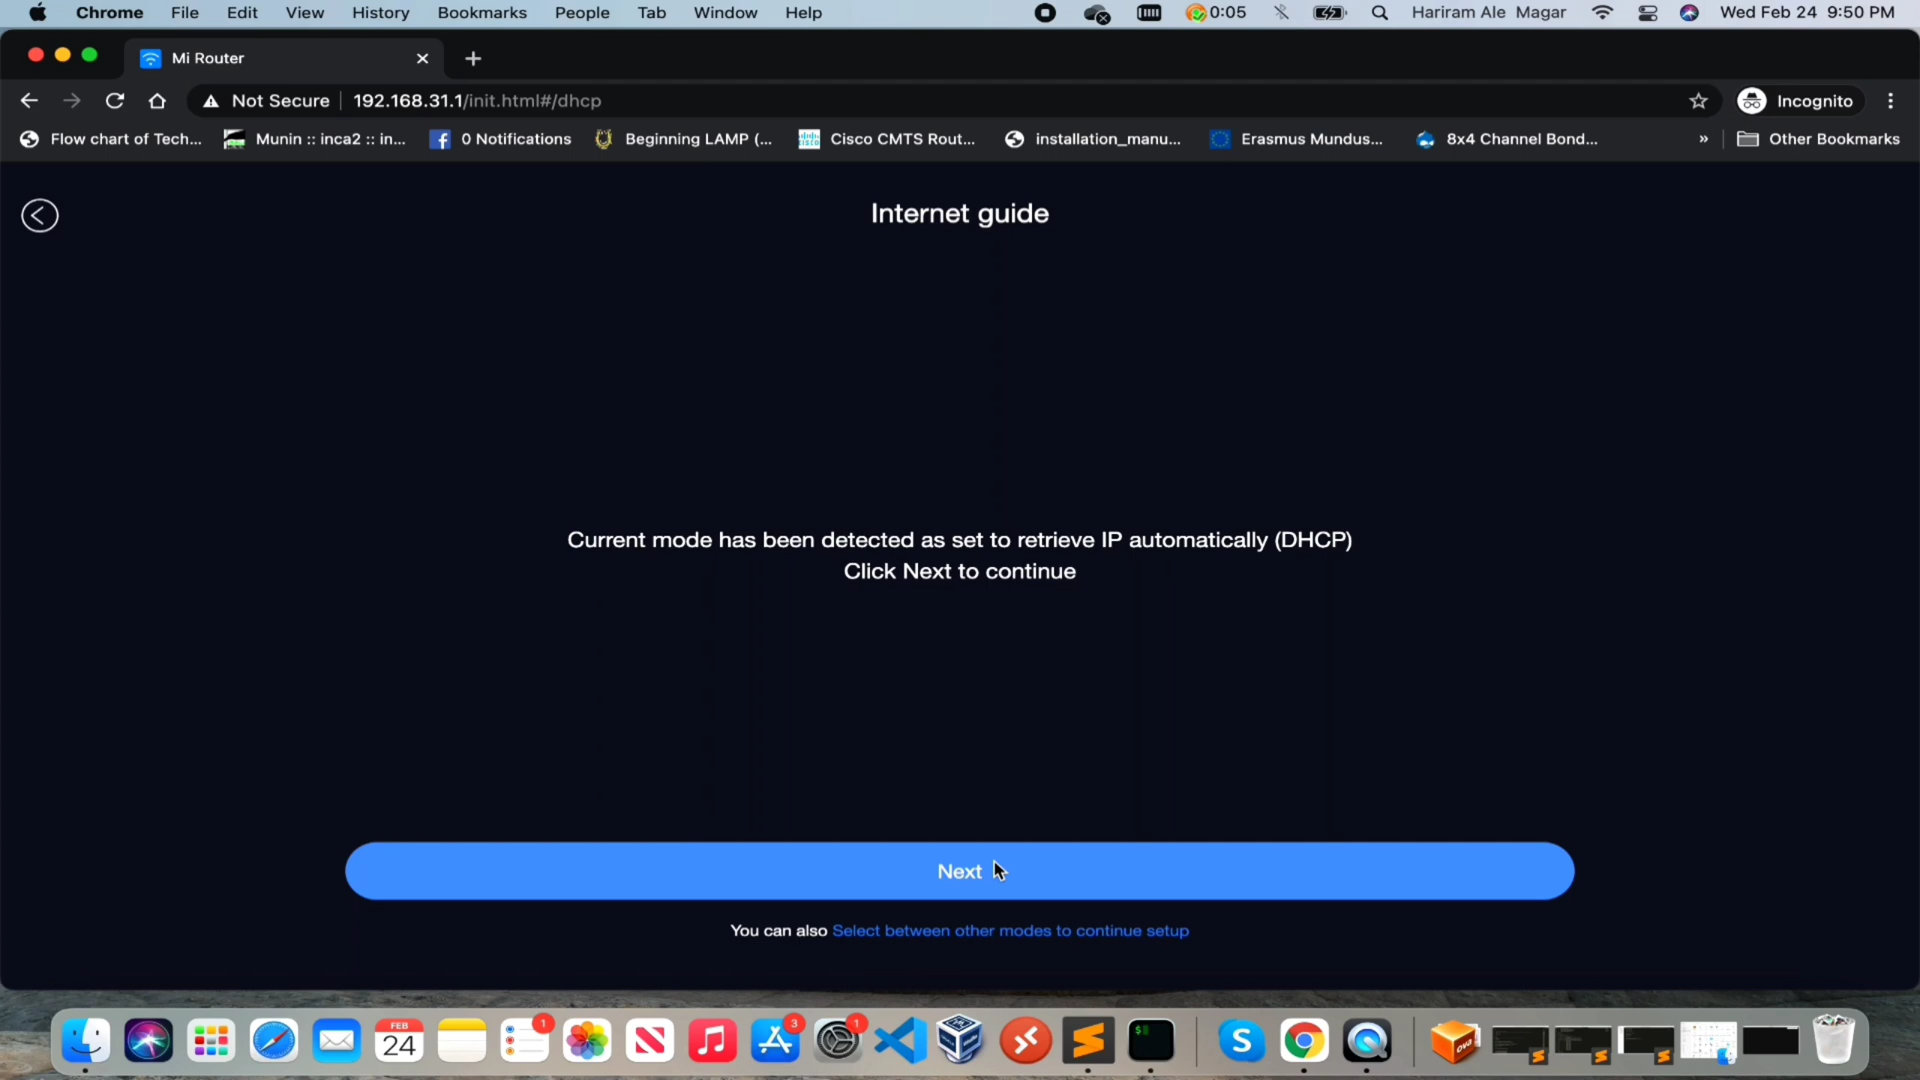 Chrome File Edit View History Bookmarks People Tab Window Help 0:05 Hariram Ale Magar Wed Feb 24 9:50 PM
Mi Router
Not Secure 192.168.31.1/init.html#/dhcp Incognito
Flow chart of Tech... Munin :: inca2 :: in... 0 Notifications Beginning LAMP (... Cisco CMTS Rout... installation_manu... Erasmus Mundus... 8x4 Channel Bond... » Other Bookmarks
Internet guide
Current mode has been detected as set to retrieve IP automatically (DHCP)
Click Next to continue
Next
You can also Select between other modes to continue setup
FEB
24
1
3
1